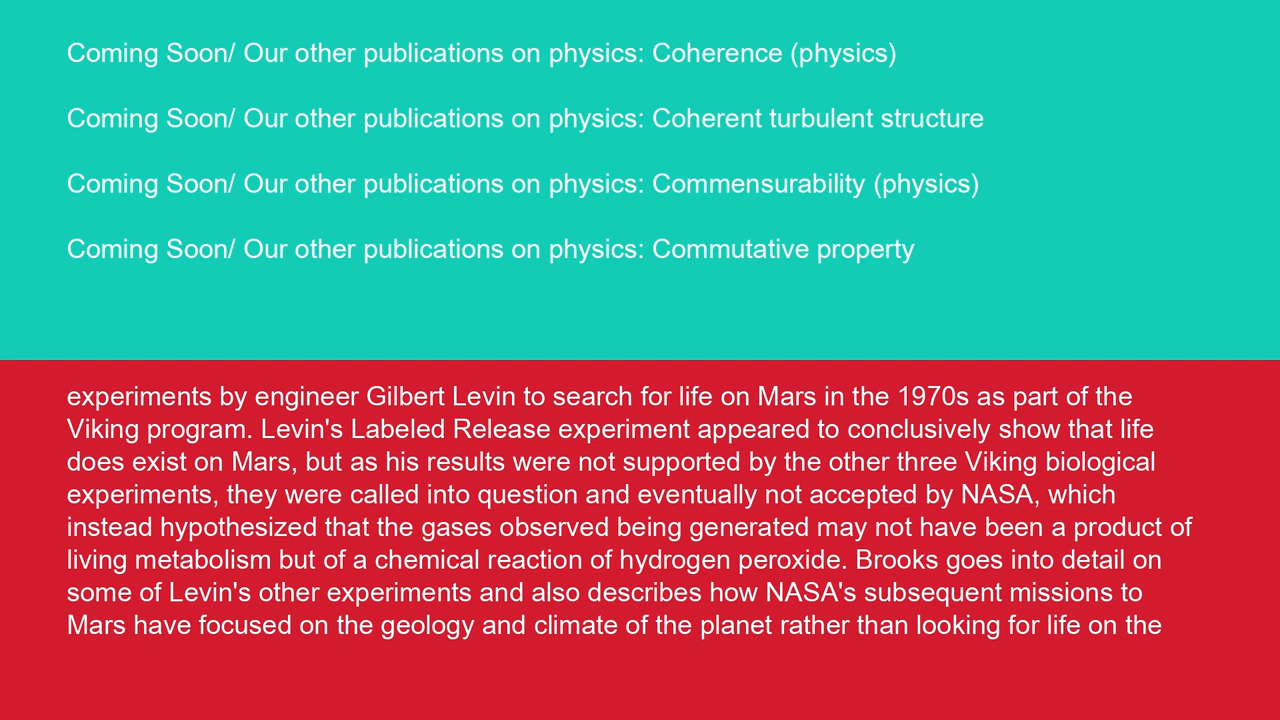 Coming Soon/ Our other publications on physics: Coherence (physics)
Coming Soon/ Our other publications on physics: Coherent turbulent structure
Coming Soon/ Our other publications on physics: Commensurability (physics)
Coming Soon/ Our other publications on physics: Commutative property
experiments by engineer Gilbert Levin to search for life on Mars in the 1970s as part of the
Viking program. Levin's Labeled Release experiment appeared to conclusively show that life
does exist on Mars, but as his results were not supported by the other three Viking biological
experiments, they were called into question and eventually not accepted by NASA, which
instead hypothesized that the gases observed being generated may not have been a product of
living metabolism but of a chemical reaction of hydrogen peroxide. Brooks goes into detail on
some of Levin's other experiments and also describes how NASA's subsequent missions to
Mars have focused on the geology and climate of the planet rather than looking for life on the